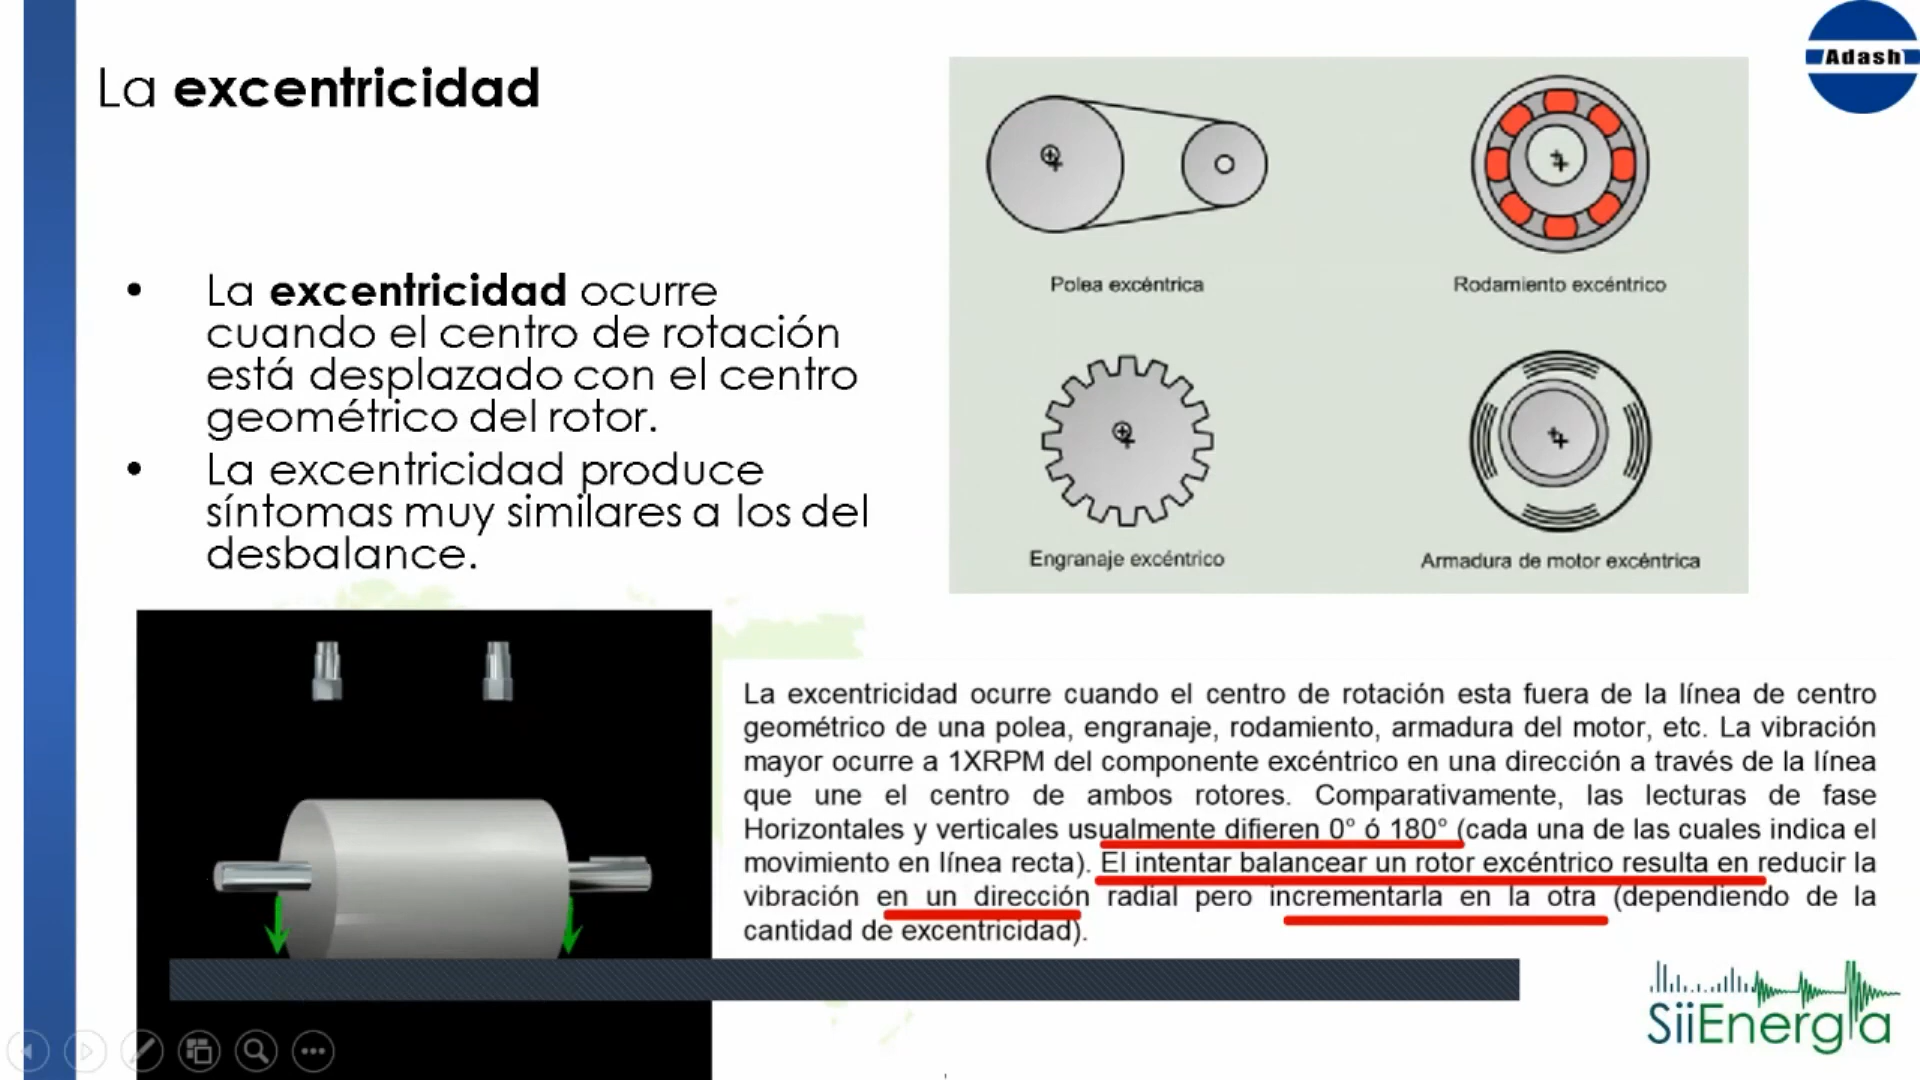 La excentricidad
Adash
• La excentricidad ocurre
cuando el centro de rotación
está desplazado con el centro
geométrico del rotor.
• La excentricidad produce
síntomas muy similares a los del
desbalance.
Polea excéntrica
Rodamiento excéntrico
Engranaje excéntrico
Armadura de motor excéntrica
La excentricidad ocurre cuando el centro de rotación esta fuera de la línea de centro
geométrico de una polea, engranaje, rodamiento, armadura del motor, etc. La vibración
mayor ocurre a 1XRPM del componente excéntrico en una dirección a través de la línea
que une el centro de ambos rotores. Comparativamente, las lecturas de fase
Horizontales y verticales usualmente difieren 0° ó 180° (cada una de las cuales indica el
movimiento en línea recta). El intentar balancear un rotor excéntrico resulta en reducir la
vibración en un dirección radial pero incrementarla en la otra (dependiendo de la
cantidad de excentricidad).
SiiEnergía